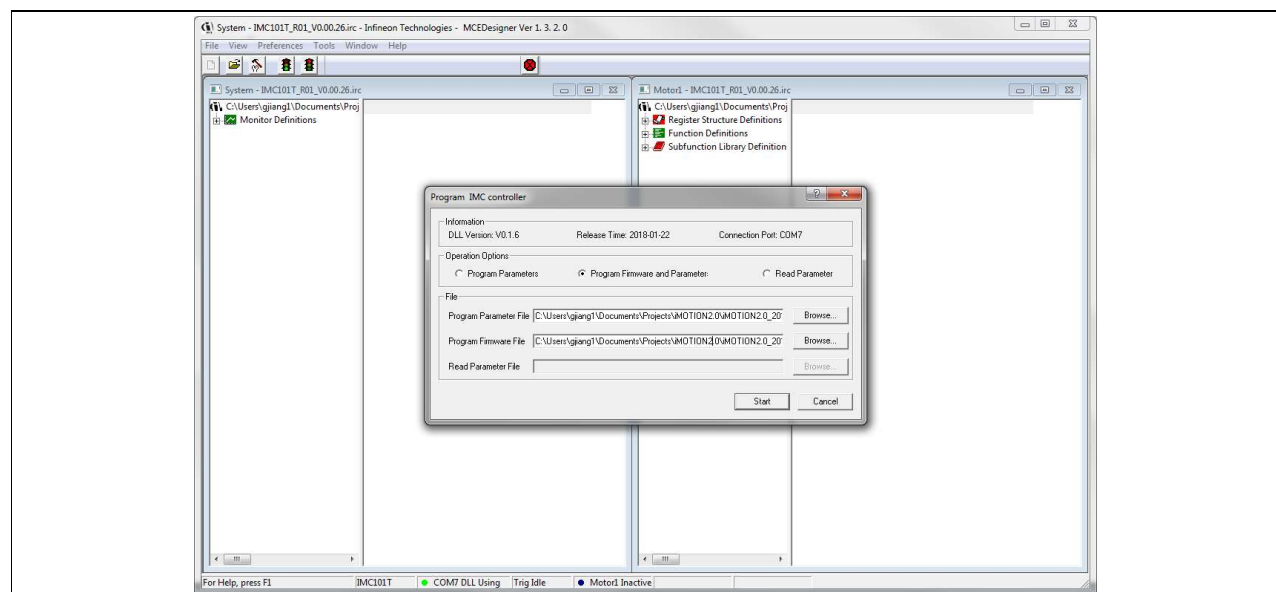 System - IMC101T_R01_V0.00.26.irc - Infineon Technologies - MCEDesigner Ver 1. 3. 2. 0
File View Preferences Tools Window Help
System - IMC101T_R01_V0.00.26.irc
C:\Users\gjiang1\Documents\Proj
Monitor Definitions
Motor1 - IMC101T_R01_V0.00.26.irc
C:\Users\gjiang1\Documents\Proj
Register Structure Definitions
Function Definitions
Subfunction Library Definition
Program IMC controller
Information
DLL Version: V0.1.6 Release Time: 2018-01-22 Connection Port: COM7
Operation Options
Program Parameters Program Firmware and Parameter: Read Parameter
File
Program Parameter File C:\Users\gjiang1\Documents\Projects\iMOTION2.0\iMOTION2.0_20 Browse...
Program Firmware File C:\Users\gjiang1\Documents\Projects\iMOTION2.0\iMOTION2.0_20 Browse...
Read Parameter File Browse...
Start Cancel
For Help, press F1 IMC101T COM7 DLL Using Trig Idle Motor1 Inactive